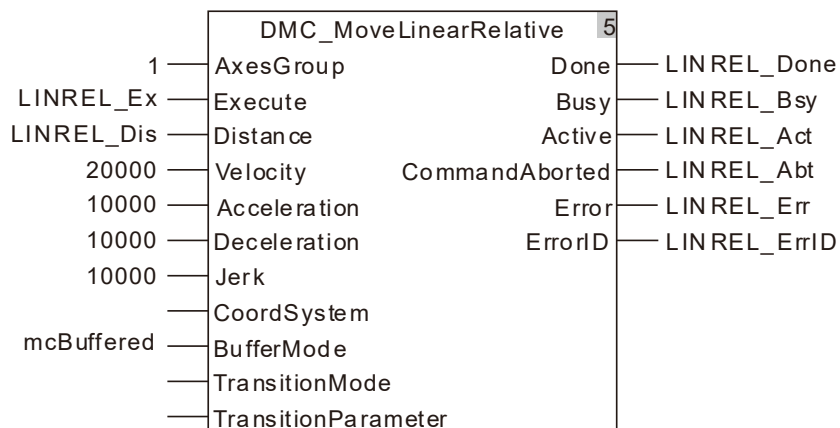 DMC_MoveLinearRelative 5
1 AxesGroup Done LINREL_Done
LINREL_Ex Execute Busy LINREL_Bsy
LINREL_Dis Distance Active LINREL_Act
20000 Velocity CommandAborted LINREL_Abt
10000 Acceleration Error LINREL_Err
10000 Deceleration ErrorID LINREL_ErrID
10000 Jerk
CoordSystem
mcBuffered BufferMode
TransitionMode
TransitionParameter